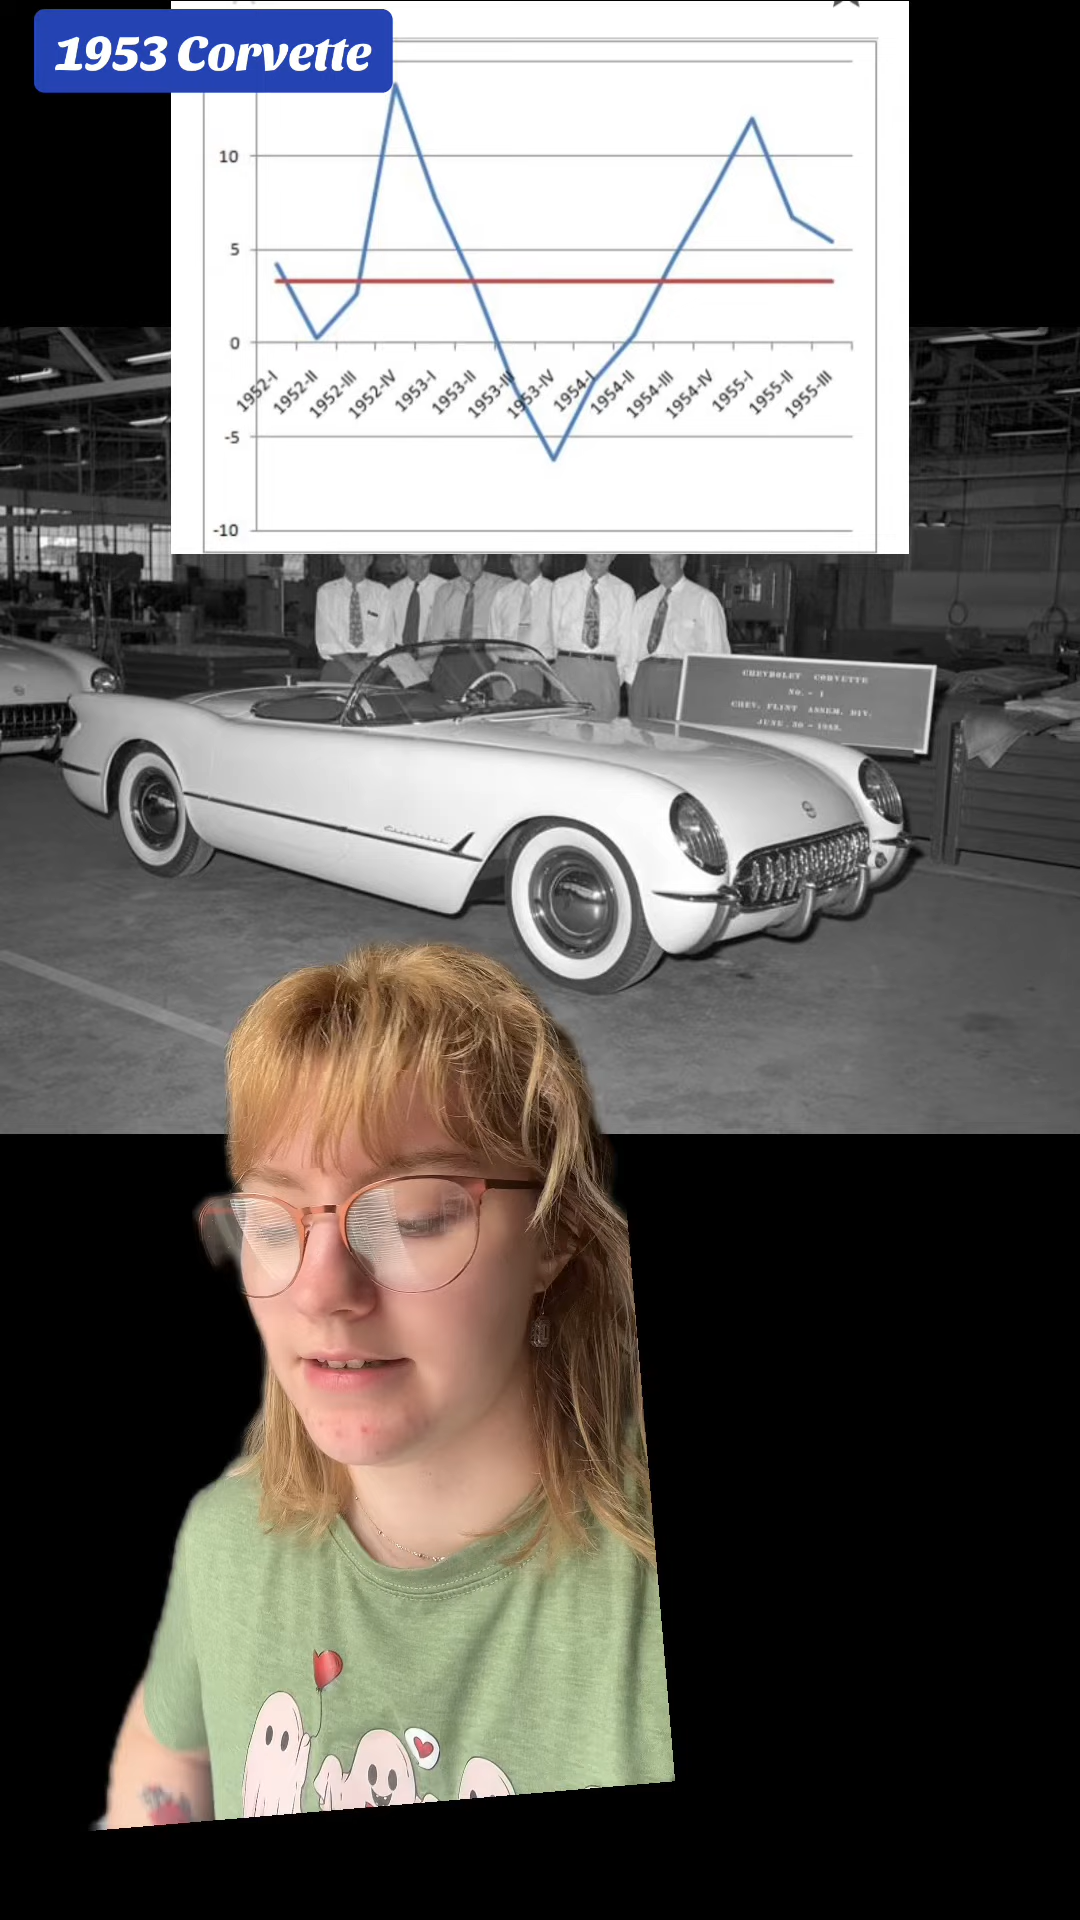 1953 Corvette
10
5
0
-5
-10
1952-I
1952-II
1952-III
1952-IV
1953-I
1953-II
1953-III
1953-IV
1954-I
1954-II
1954-III
1954-IV
1955-I
1955-II
1955-III
CHEVROLET CORVETTE
NO. - 1
CHEV. FLINT ASSEM. DIV.
JUNE. 30 - 1953.
Chevrolet